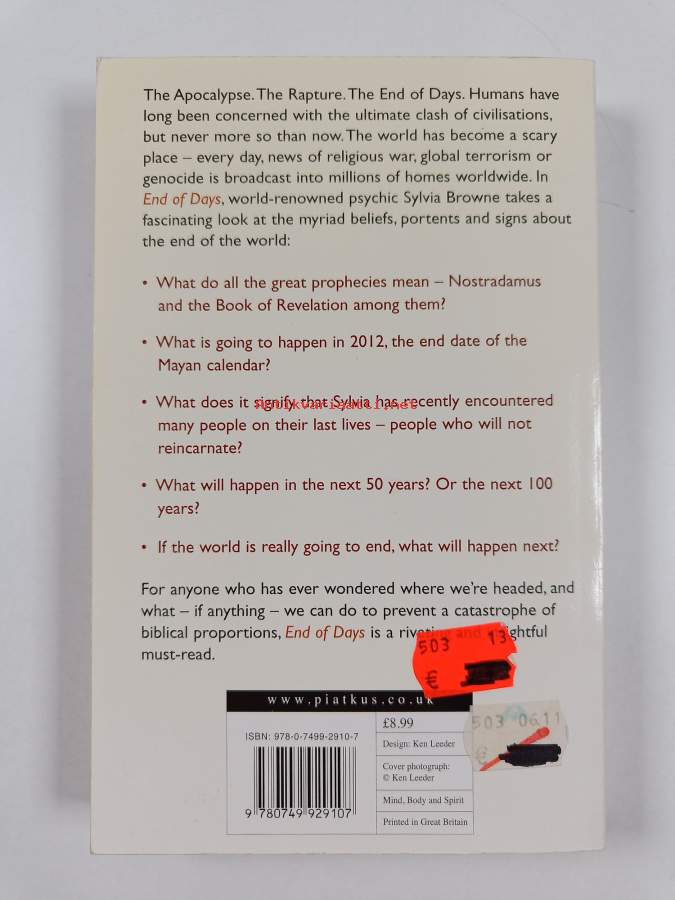 The Apocalypse. The Rapture. The End of Days. Humans have
long been concerned with the ultimate clash of civilisations,
but never more so than now. The world has become a scary
place – every day, news of religious war, global terrorism or
genocide is broadcast into millions of homes worldwide. In
End of Days, world-renowned psychic Sylvia Browne takes a
fascinating look at the myriad beliefs, portents and signs about
the end of the world:
• What do all the great prophecies mean – Nostradamus
and the Book of Revelation among them?
• What is going to happen in 2012, the end date of the
Mayan calendar?
• What does it signify that Sylvia has recently encountered
many people on their last lives – people who will not
reincarnate?
• What will happen in the next 50 years? Or the next 100
years?
• If the world is really going to end, what will happen next?
For anyone who has ever wondered where we're headed, and
what – if anything – we can do to prevent a catastrophe of
biblical proportions, End of Days is a riveting and
must-read.
503 13
€
www.piatkus.co.uk
£8.99
503 06.11
€
ISBN: 978-0-7499-2910-7
Design: Ken Leeder
Cover photograph:
© Ken Leeder
Mind, Body and Spirit
Printed in Great Britain
9 780749 929107